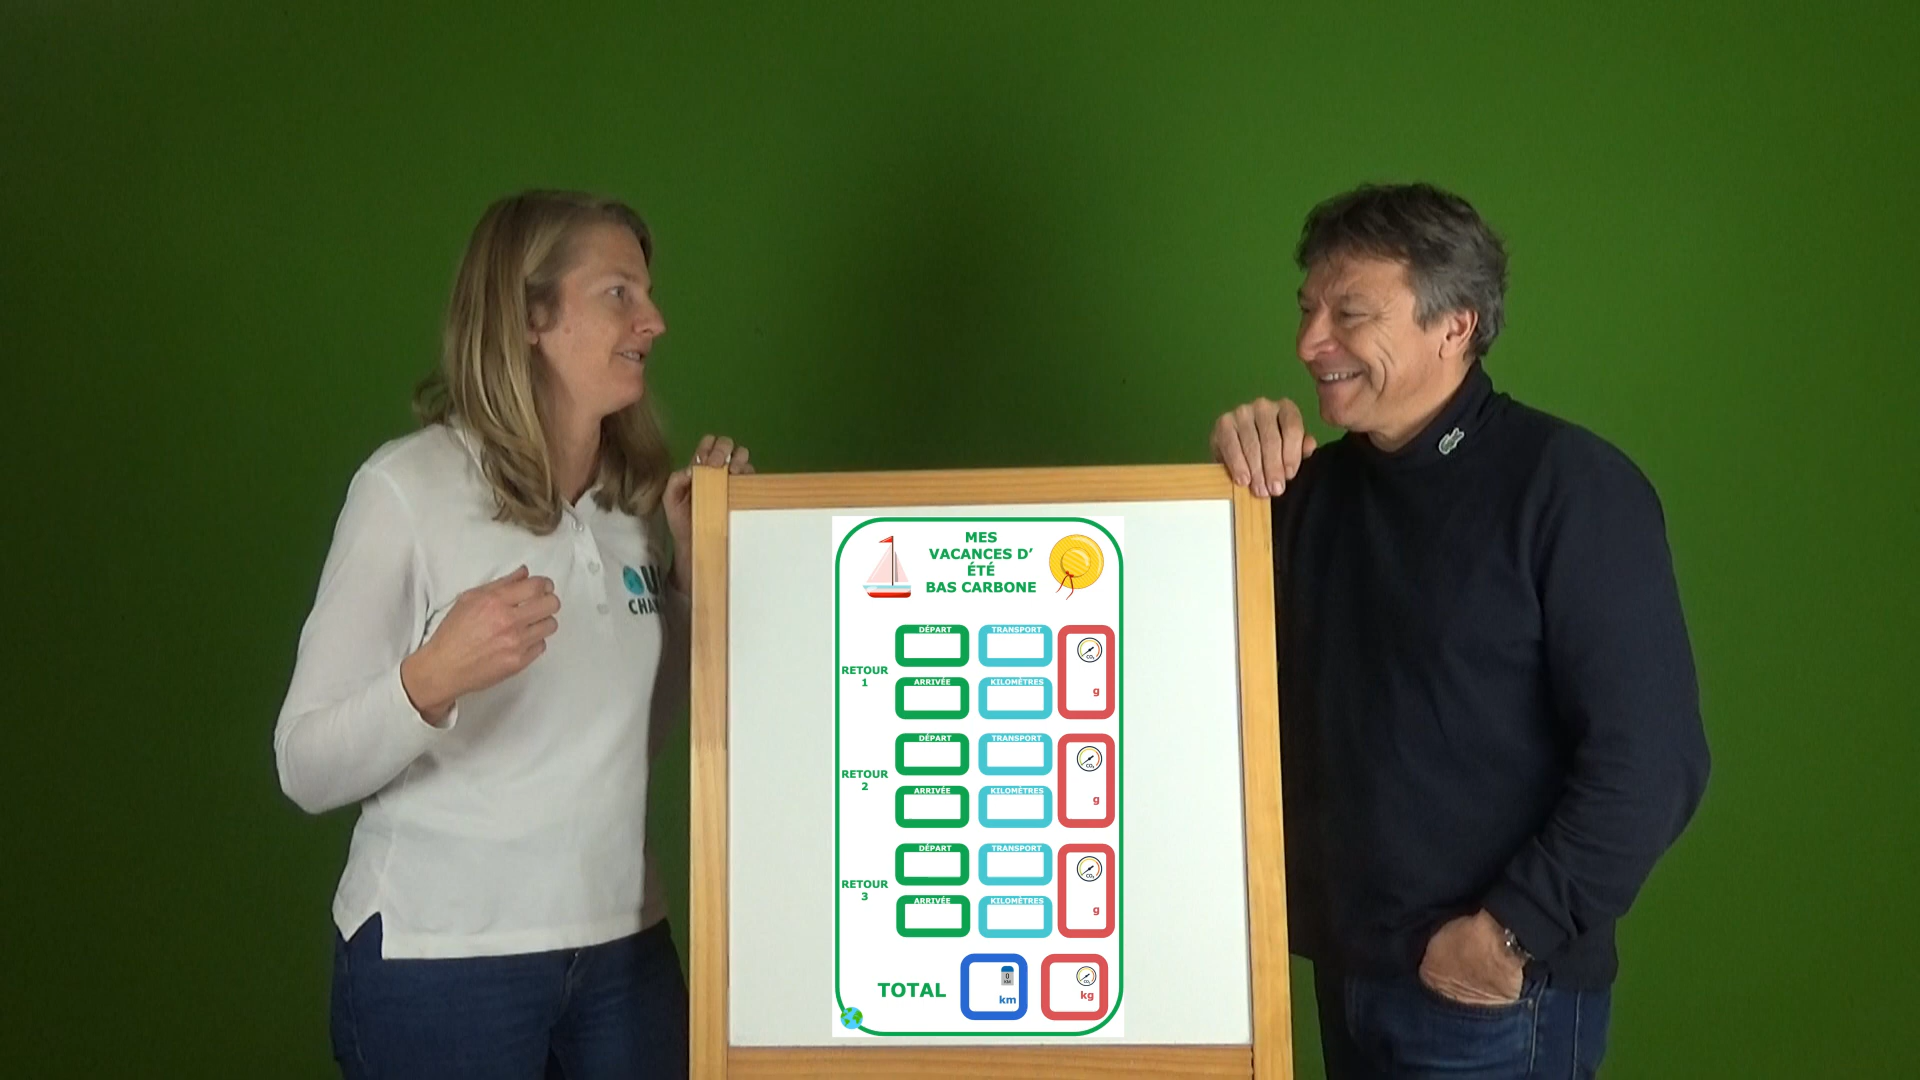 MES
VACANCES D’
ÉTÉ
BAS CARBONE
DÉPART
TRANSPORT
RETOUR
1
g
ARRIVÉE
KILOMÈTRES
DÉPART
TRANSPORT
RETOUR
2
g
ARRIVÉE
KILOMÈTRES
DÉPART
TRANSPORT
RETOUR
3
g
ARRIVÉE
KILOMÈTRES
TOTAL
km
kg